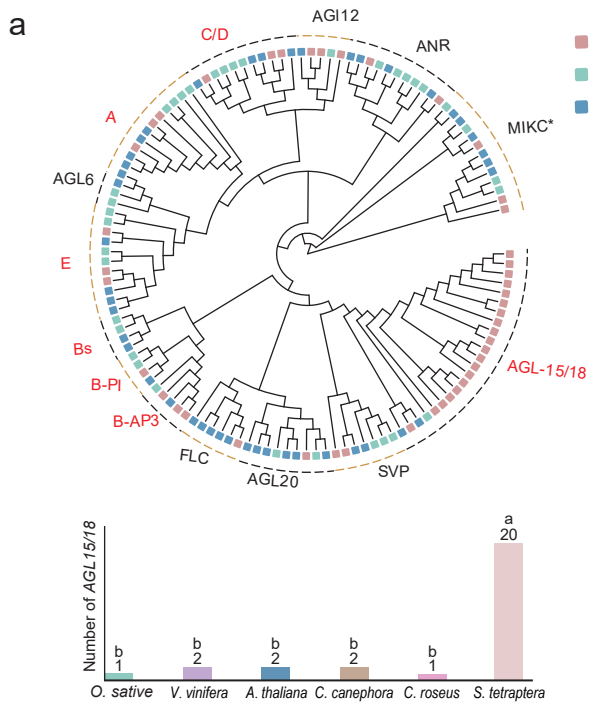 a
C/D
AGI12
ANR
A
MIKC*
AGL6
E
Bs
B-PI
B-AP3
AGL-15/18
FLC
AGL20
SVP
Number of AGL15/18
b
1
b
2
b
2
b
2
b
1
a
20
O. sative
V. vinifera
A. thaliana
C. canephora
C. roseus
S. tetraptera